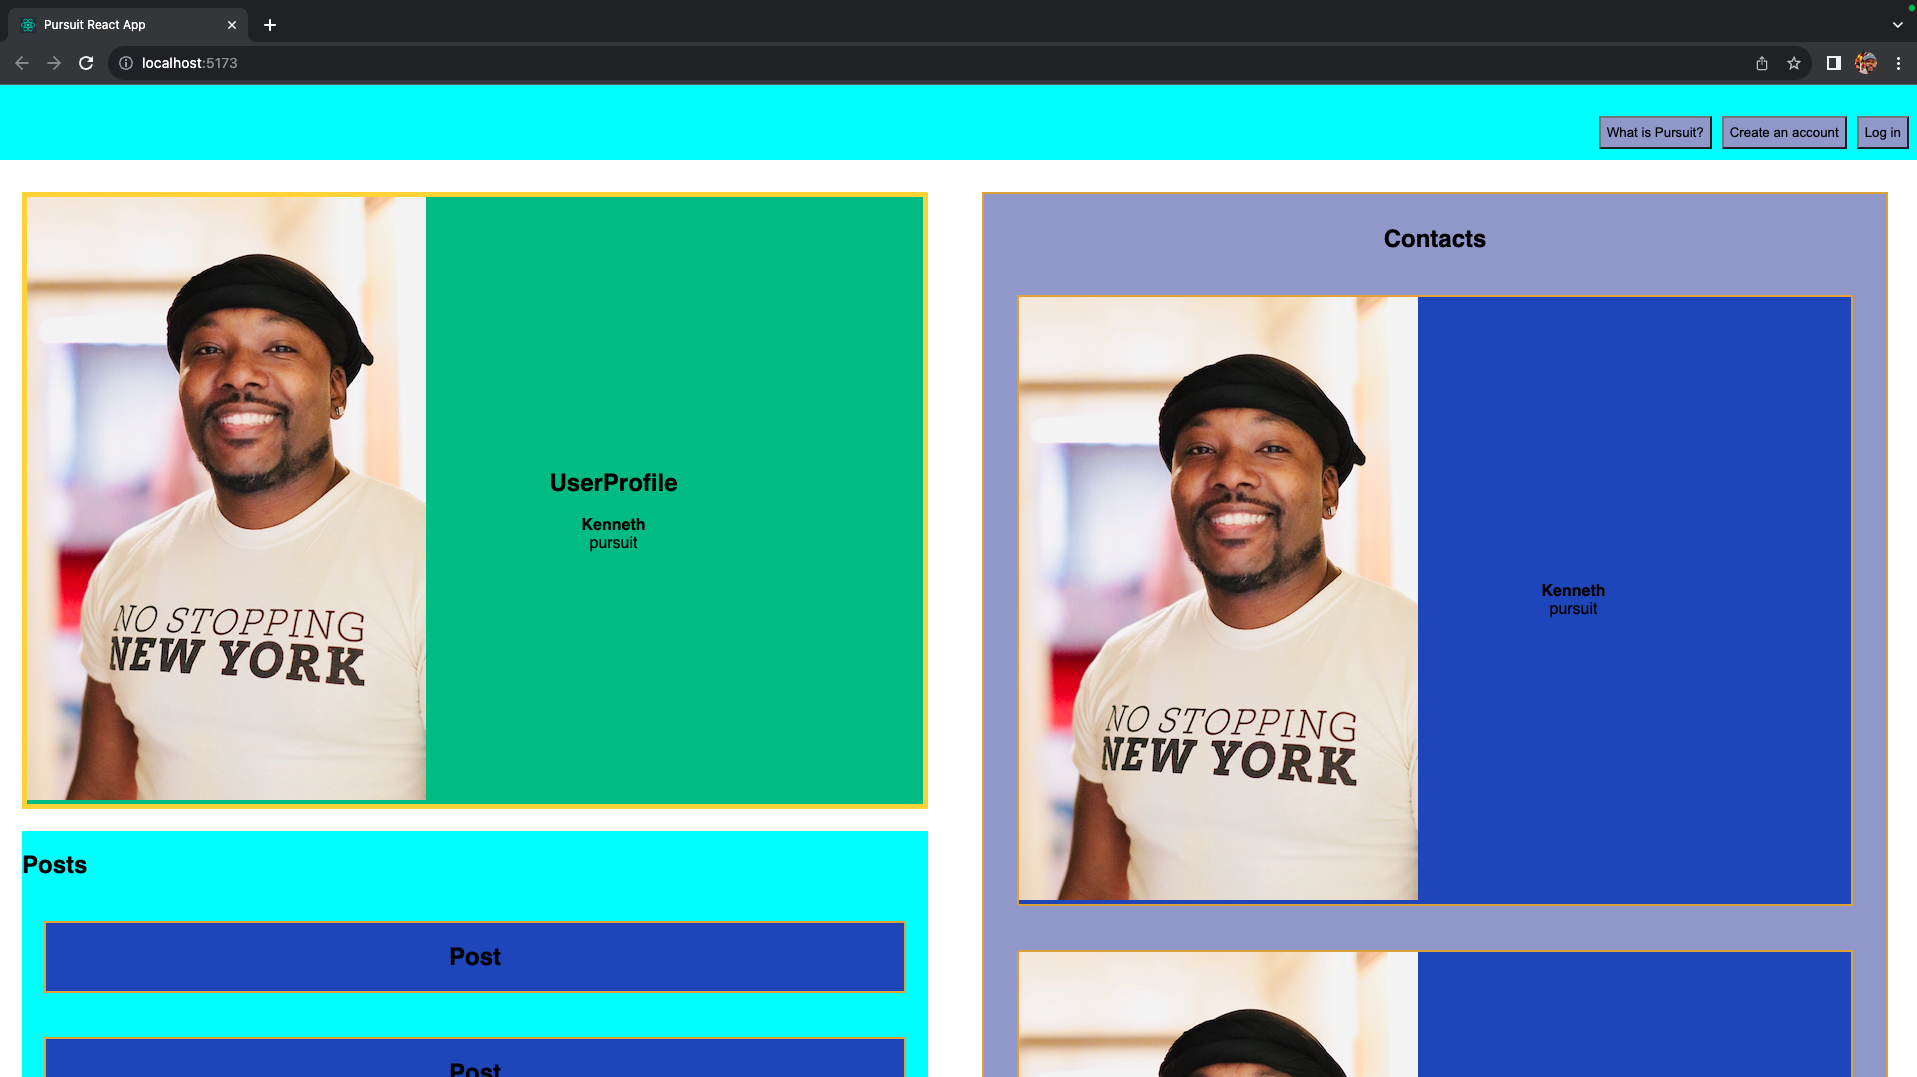 Pursuit React App
localhost:5173
What is Pursuit?
Create an account
Log in
UserProfile
Kenneth
pursuit
NO STOPPING
NEW YORK
Posts
Post
Post
Contacts
Kenneth
pursuit
NO STOPPING
NEW YORK